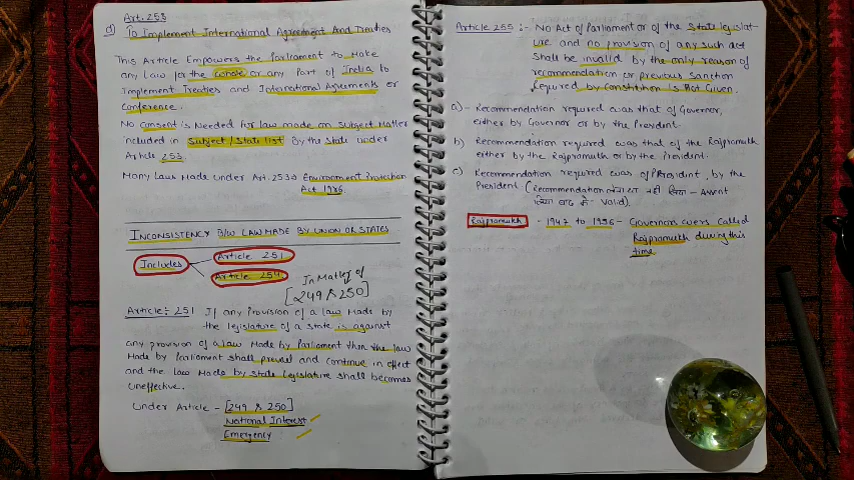 Art. 253
d) To Implement International Agreement And Treaties
This Article Empowers the Parliament to Make
any Law for the whole or any Part of India to
Implement Treaties and International Agreements or
Conference.
No consent is Needed for law made on subject Matter
included in Subject/State list by the state under
Article 253
Many Laws Made under Art. 253 Environment Protection
Act 1986.
INCONSISTENCY B/W LAW MADE BY UNION OR STATES
Includes
Article 251
Article 254
In Matter of
[249 & 250]
Article:- 251 If any Provision of a law Made by
the legislature of a State is against
any provision of a law Made by Parliament then the law
Made by Parliament shall prevail and continue in effect
and the law Made by state legislature shall becomes
Uneffective.
Under Article - [249 & 250]
National Interest
Emergency
Article 255 :- No Act of Parliament or of the State legislat-
ure and no provision of any such act
Shall be invalid by the only reason of
recommendation or previous Sanction
required by Constitution is Not Given.
a) - Recommendation required was that of Governor,
either by Governor or by the President.
b) Recommendation required was that of the Rajpramukh
either by the Rajpramukh or by the President.
c) Recommendation required was of President, by the
President (Recommendation नहीं दिया - Assent
दिया बाद में - Valid).
Rajpramukh - 1947 to 1956 - Governors were called
Rajpramukh during this
time.